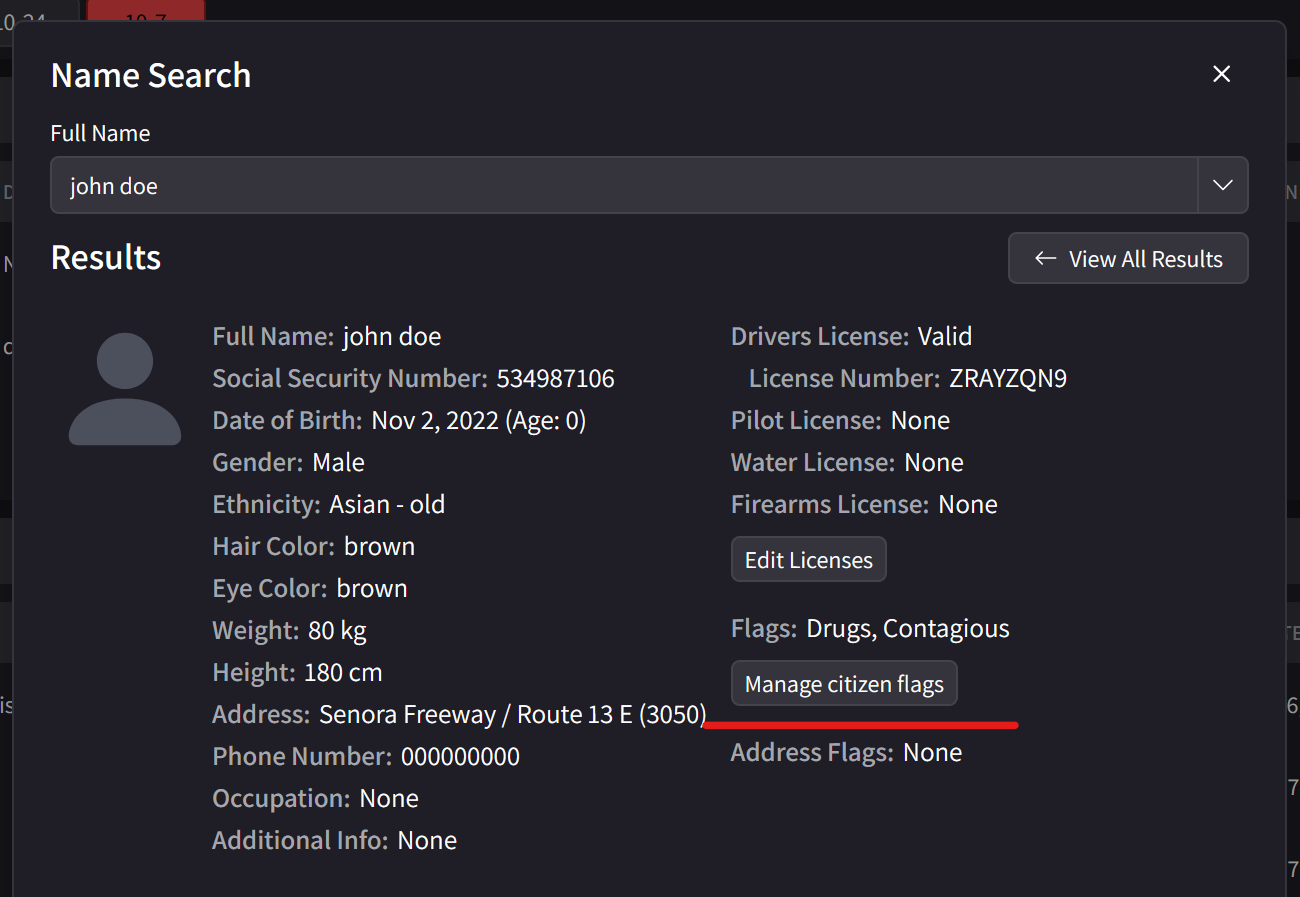 10-7
Name Search
Full Name
john doe
Results
← View All Results
Full Name: john doe
Social Security Number: 534987106
Date of Birth: Nov 2, 2022 (Age: 0)
Gender: Male
Ethnicity: Asian - old
Hair Color: brown
Eye Color: brown
Weight: 80 kg
Height: 180 cm
Address: Senora Freeway / Route 13 E (3050)
Phone Number: 000000000
Occupation: None
Additional Info: None
Drivers License: Valid
License Number: ZRAYZQN9
Pilot License: None
Water License: None
Firearms License: None
Edit Licenses
Flags: Drugs, Contagious
Manage citizen flags
Address Flags: None